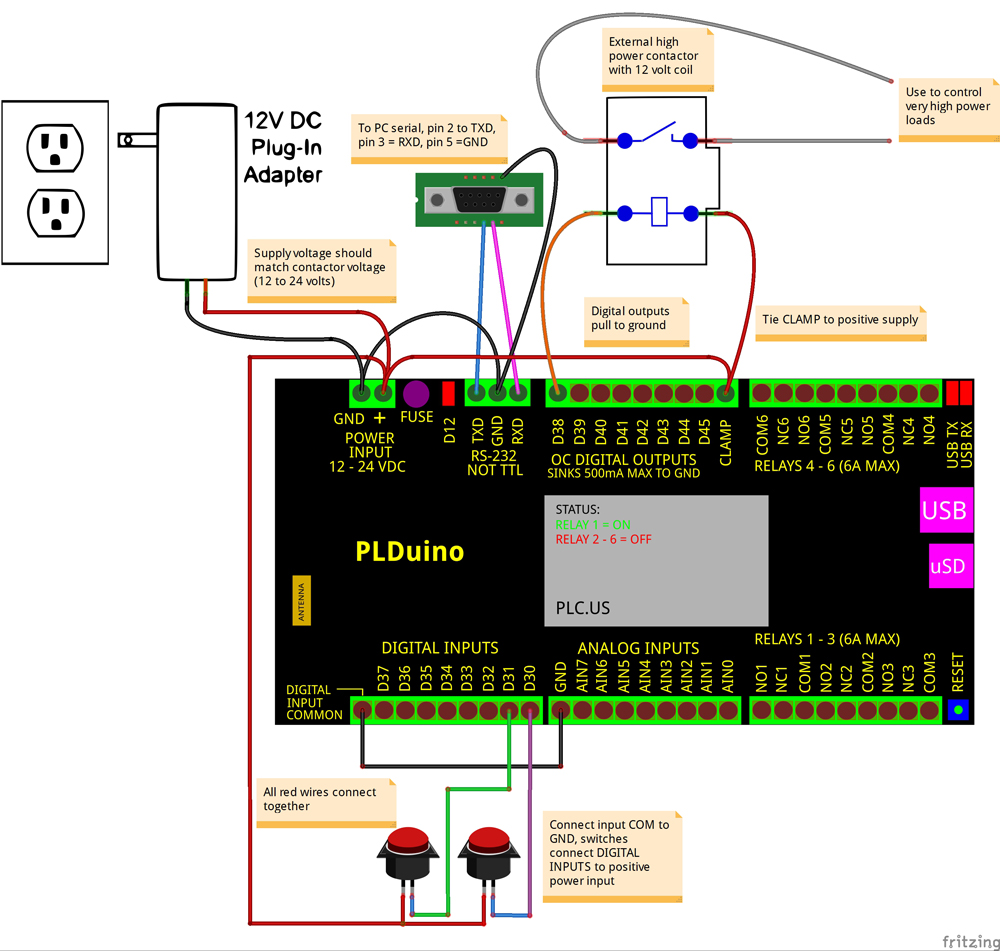 External high
power contactor
with 12 volt coil
Use to control
very high power
loads
12V DC
Plug-In
Adapter
To PC serial, pin 2 to TXD,
pin 3 = RXD, pin 5 =GND
Supply voltage should
match contactor voltage
(12 to 24 volts)
Digital outputs
pull to ground
Tie CLAMP to positive supply
GND +
POWER
INPUT
12 - 24 VDC
FUSE
D12
TXD
GND
RXD
RS-232
NOT TTL
D38
D39
D40
D41
D42
D43
D44
D45
CLAMP
OC DIGITAL OUTPUTS
SINKS 500mA MAX TO GND
COM6
NC6
NO6
COM5
NC5
NO5
COM4
NC4
NO4
RELAYS 4 - 6 (6A MAX)
USB TX
USB RX
USB
uSD
STATUS:
RELAY 1 = ON
RELAY 2 - 6 = OFF
PLC.US
PLDuino
ANTENNA
DIGITAL INPUTS
ANALOG INPUTS
RELAYS 1 - 3 (6A MAX)
DIGITAL
INPUT
COMMON
D37
D36
D35
D34
D33
D32
D31
D30
GND
AIN7
AIN6
AIN5
AIN4
AIN3
AIN2
AIN1
AIN0
NO1
NC1
COM1
NO2
NC2
COM2
NO3
NC3
COM3
RESET
All red wires connect
together
Connect input COM to
GND, switches
connect DIGITAL
INPUTS to positive
power input
fritzing